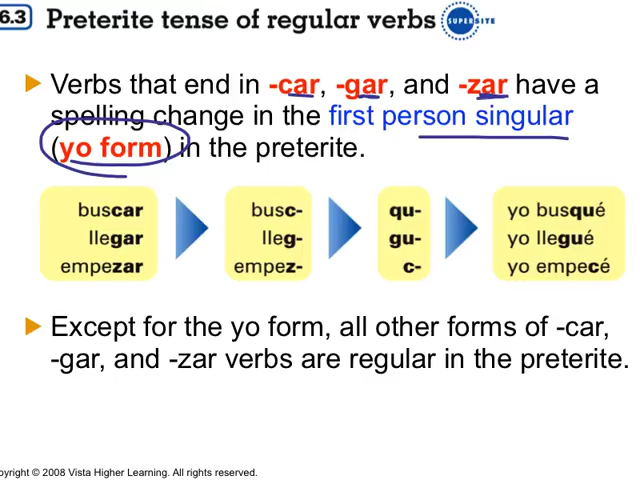 6.3 Preterite tense of regular verbs SUPERSITE
Verbs that end in -car, -gar, and -zar have a
spelling change in the first person singular
(yo form) in the preterite.
buscar busc- qu- yo busqué
llegar lleg- gu- yo llegué
empezar empez- c- yo empecé
Except for the yo form, all other forms of -car,
-gar, and -zar verbs are regular in the preterite.
opyright © 2008 Vista Higher Learning. All rights reserved.